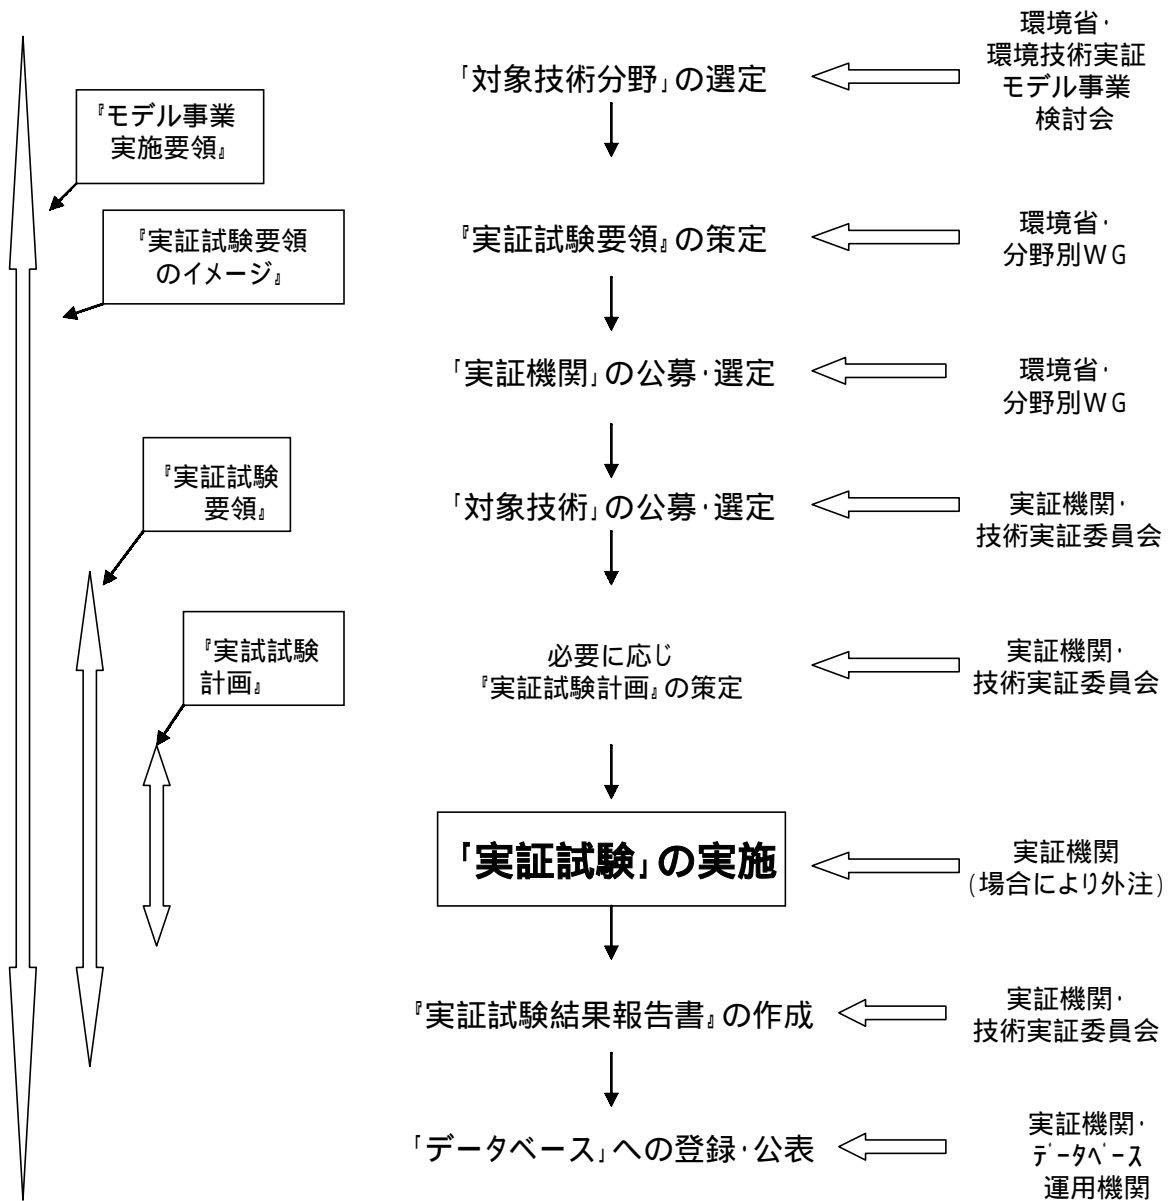 環境省・
環境技術実証
モデル事業
検討会
「対象技術分野」の選定
『モデル事業
実施要領』
『実証試験要領
のイメージ』
『実証試験要領』の策定
環境省・
分野別WG
「実証機関」の公募・選定
環境省・
分野別WG
『実証試験
要領』
「対象技術」の公募・選定
実証機関・
技術実証委員会
『実試試験
計画』
必要に応じ
『実証試験計画』の策定
実証機関・
技術実証委員会
「実証試験」の実施
実証機関
(場合により外注)
『実証試験結果報告書』の作成
実証機関・
技術実証委員会
「データベース」への登録・公表
実証機関・
データベース
運用機関